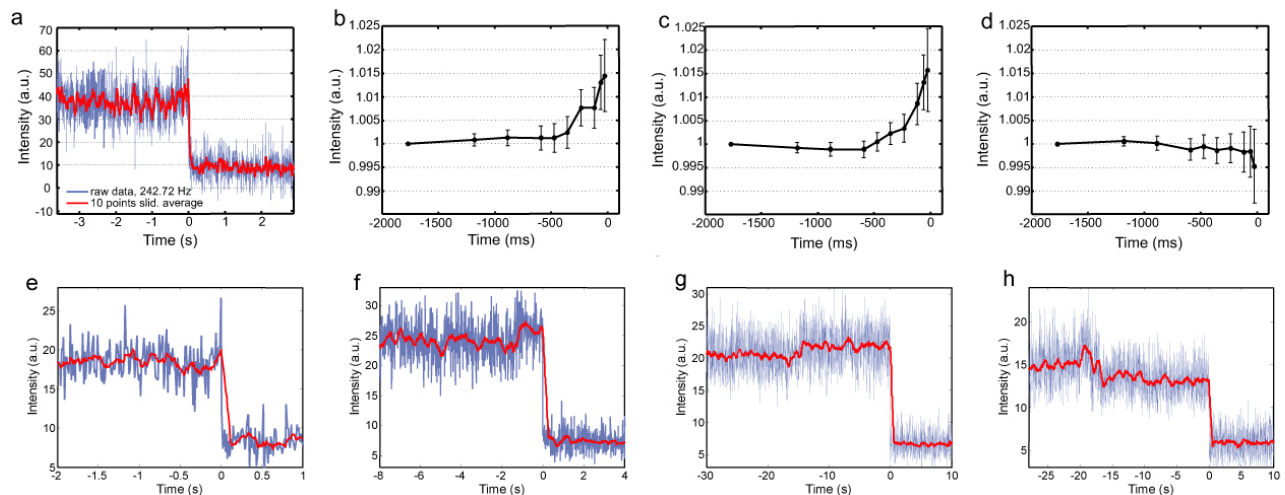 a
Intensity (a.u.)
70
60
50
40
30
20
10
0
-10
raw data, 242.72 Hz
10 points slid. average
-3 -2 -1 0 1 2
Time (s)
b
Intensity (a.u.)
1.025
1.02
1.015
1.01
1.005
1
0.995
0.99
-2000 -1500 -1000 -500 0
Time (ms)
c
Intensity (a.u.)
1.025
1.02
1.015
1.01
1.005
1
0.995
0.99
-2000 -1500 -1000 -500 0
Time (ms)
d
Intensity (a.u.)
1.025
1.02
1.015
1.01
1.005
1
0.995
0.99
-2000 -1500 -1000 -500 0
Time (ms)
e
Intensity (a.u.)
30
25
20
15
10
5
-2 -1.5 -1 -0.5 0 0.5 1
Time (s)
f
Intensity (a.u.)
30
25
20
15
10
5
-8 -6 -4 -2 0 2 4
Time (s)
g
Intensity (a.u.)
30
25
20
15
10
5
-30 -20 -10 0 10
Time (s)
h
Intensity (a.u.)
20
15
10
5
-25 -20 -15 -10 -5 0 5 10
Time (s)